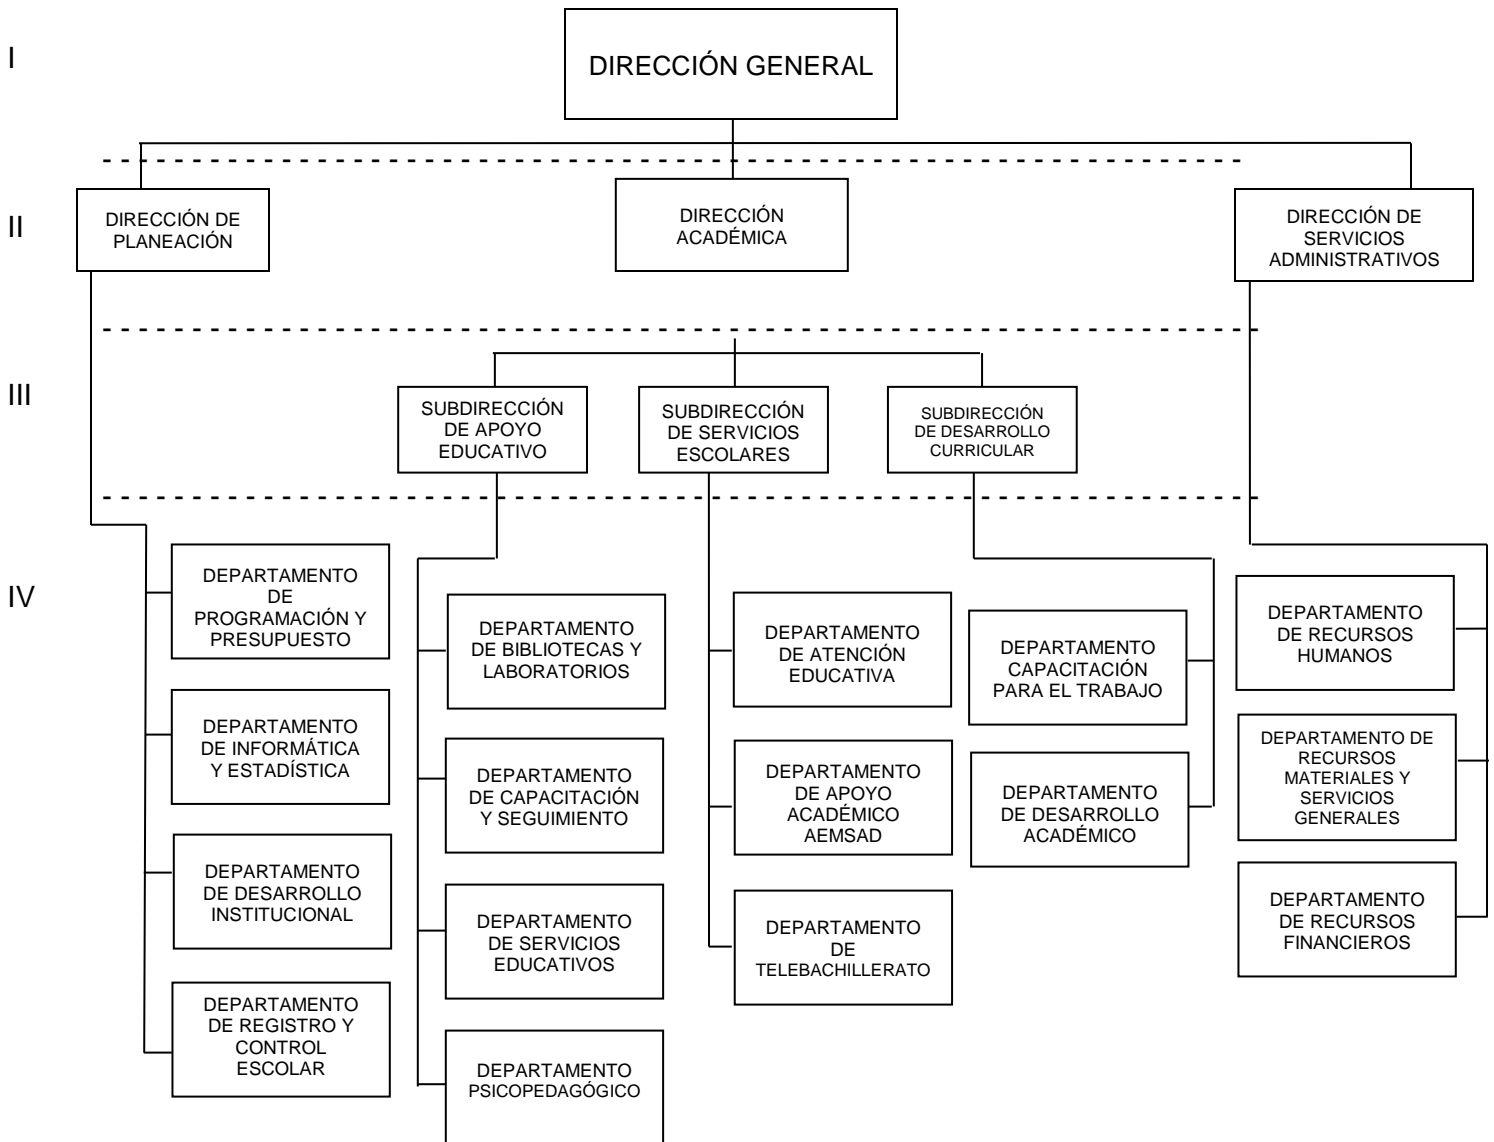 I
DIRECCIÓN GENERAL
II
DIRECCIÓN DE
PLANEACIÓN
DIRECCIÓN
ACADÉMICA
DIRECCIÓN DE
SERVICIOS
ADMINISTRATIVOS
III
SUBDIRECCIÓN
DE APOYO
EDUCATIVO
SUBDIRECCIÓN
DE SERVICIOS
ESCOLARES
SUBDIRECCIÓN
DE DESARROLLO
CURRICULAR
IV
DEPARTAMENTO
DE
PROGRAMACIÓN Y
PRESUPUESTO
DEPARTAMENTO
DE INFORMÁTICA
Y ESTADÍSTICA
DEPARTAMENTO
DE DESARROLLO
INSTITUCIONAL
DEPARTAMENTO
DE REGISTRO Y
CONTROL
ESCOLAR
DEPARTAMENTO
DE BIBLIOTECAS Y
LABORATORIOS
DEPARTAMENTO
DE CAPACITACIÓN
Y SEGUIMIENTO
DEPARTAMENTO
DE SERVICIOS
EDUCATIVOS
DEPARTAMENTO
PSICOPEDAGÓGICO
DEPARTAMENTO
DE ATENCIÓN
EDUCATIVA
DEPARTAMENTO
DE APOYO
ACADÉMICO
AEMSAD
DEPARTAMENTO
DE
TELEBACHILLERATO
DEPARTAMENTO
CAPACITACIÓN
PARA EL TRABAJO
DEPARTAMENTO
DE DESARROLLO
ACADÉMICO
DEPARTAMENTO
DE RECURSOS
HUMANOS
DEPARTAMENTO DE
RECURSOS
MATERIALES Y
SERVICIOS
GENERALES
DEPARTAMENTO
DE RECURSOS
FINANCIEROS